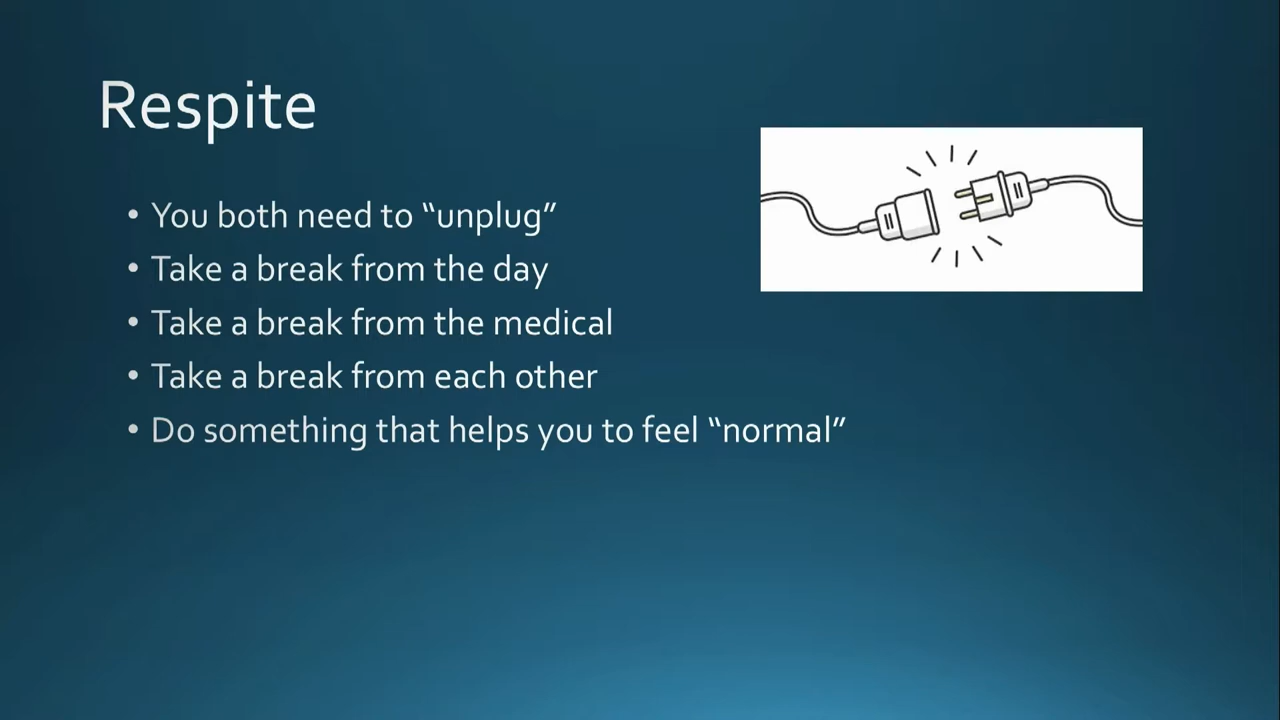 Respite
• You both need to “unplug”
• Take a break from the day
• Take a break from the medical
• Take a break from each other
• Do something that helps you to feel “normal”